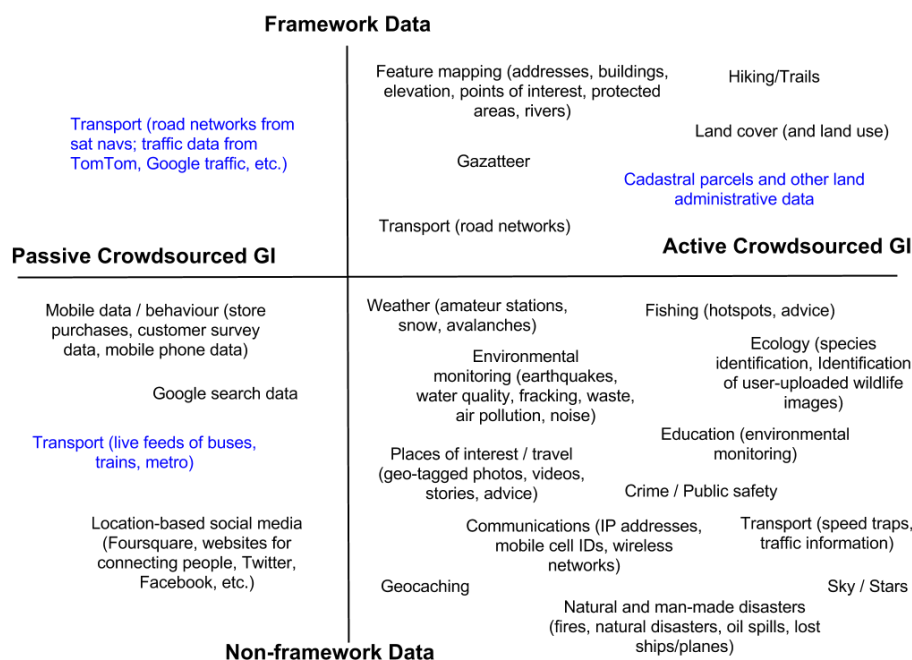 Framework Data
Feature mapping (addresses, buildings,
elevation, points of interest, protected
areas, rivers)
Hiking/Trails
Transport (road networks from
sat navs; traffic data from
TomTom, Google traffic, etc.)
Land cover (and land use)
Gazatteer
Cadastral parcels and other land
administrative data
Transport (road networks)
Passive Crowdsourced GI
Active Crowdsourced GI
Mobile data / behaviour (store
purchases, customer survey
data, mobile phone data)
Weather (amateur stations,
snow, avalanches)
Fishing (hotspots, advice)
Environmental
monitoring (earthquakes,
water quality, fracking, waste,
air pollution, noise)
Ecology (species
identification, Identification
of user-uploaded wildlife
images)
Google search data
Transport (live feeds of buses,
trains, metro)
Places of interest / travel
(geo-tagged photos, videos,
stories, advice)
Education (environmental
monitoring)
Crime / Public safety
Location-based social media
(Foursquare, websites for
connecting people, Twitter,
Facebook, etc.)
Communications (IP addresses,
mobile cell IDs, wireless
networks)
Transport (speed traps,
traffic information)
Geocaching
Sky / Stars
Natural and man-made disasters
(fires, natural disasters, oil spills, lost
ships/planes)
Non-framework Data